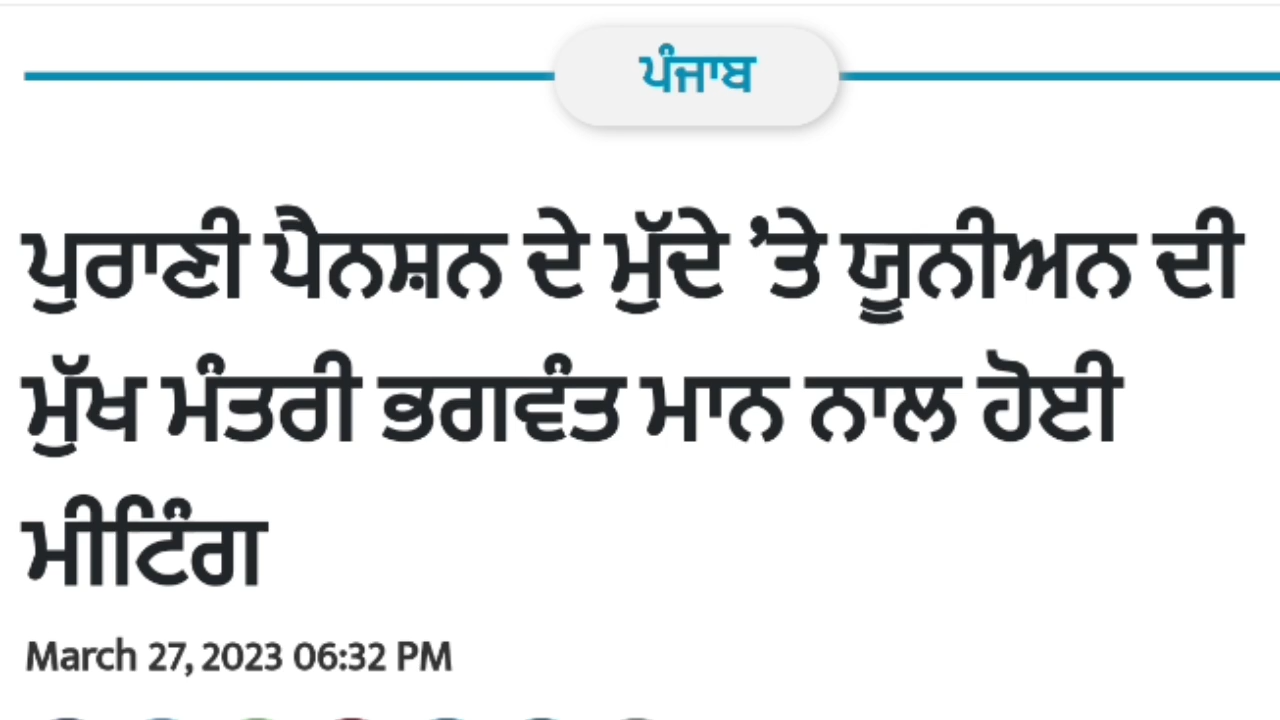 ਪੰਜਾਬ
ਪੁਰਾਣੀ ਪੈਨਸ਼ਨ ਦੇ ਮੁੱਦੇ ’ਤੇ ਯੂਨੀਅਨ ਦੀ
ਮੁੱਖ ਮੰਤਰੀ ਭਗਵੰਤ ਮਾਨ ਨਾਲ ਹੋਈ
ਮੀਟਿੰਗ
March 27, 2023 06:32 PM